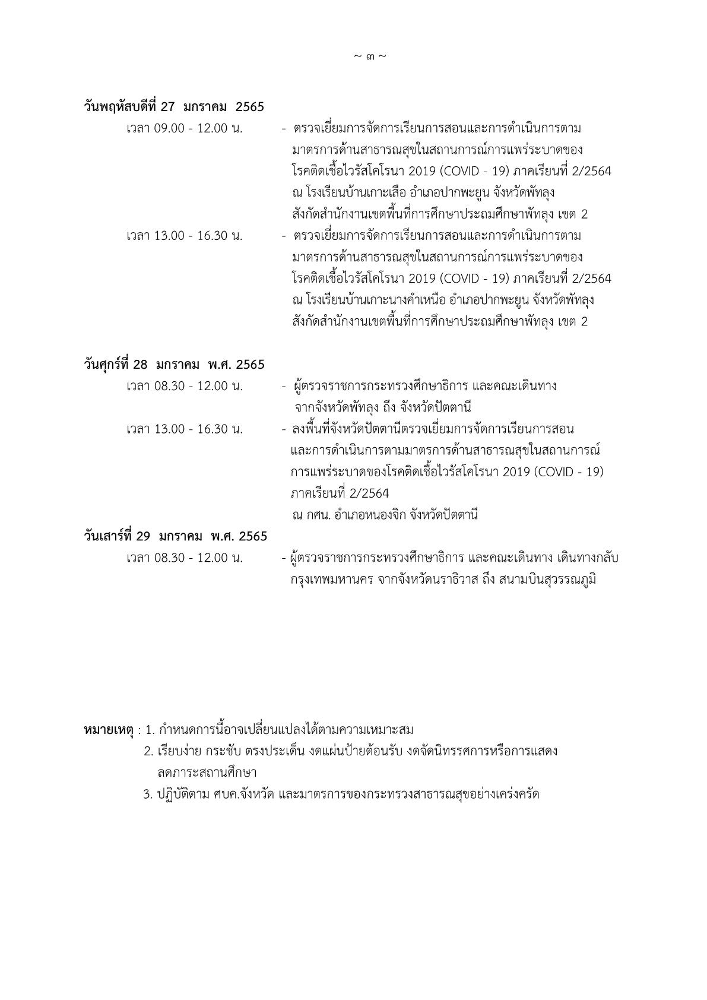 ~ ๓ ~
วันพฤหัสบดีที่ 27 มกราคม 2565
เวลา 09.00 - 12.00 น. - ตรวจเยี่ยมการจัดการเรียนการสอนและการดำเนินการตาม
มาตรการด้านสาธารณสุขในสถานการณ์การแพร่ระบาดของ
โรคติดเชื้อไวรัสโคโรนา 2019 (COVID - 19) ภาคเรียนที่ 2/2564
ณ โรงเรียนบ้านเกาะเสือ อำเภอปากพะยูน จังหวัดพัทลุง
สังกัดสำนักงานเขตพื้นที่การศึกษาประถมศึกษาพัทลุง เขต 2
เวลา 13.00 - 16.30 น. - ตรวจเยี่ยมการจัดการเรียนการสอนและการดำเนินการตาม
มาตรการด้านสาธารณสุขในสถานการณ์การแพร่ระบาดของ
โรคติดเชื้อไวรัสโคโรนา 2019 (COVID - 19) ภาคเรียนที่ 2/2564
ณ โรงเรียนบ้านเกาะนางคำเหนือ อำเภอปากพะยูน จังหวัดพัทลุง
สังกัดสำนักงานเขตพื้นที่การศึกษาประถมศึกษาพัทลุง เขต 2
วันศุกร์ที่ 28 มกราคม พ.ศ. 2565
เวลา 08.30 - 12.00 น. - ผู้ตรวจราชการกระทรวงศึกษาธิการ และคณะเดินทาง
จากจังหวัดพัทลุง ถึง จังหวัดปัตตานี
เวลา 13.00 - 16.30 น. - ลงพื้นที่จังหวัดปัตตานีตรวจเยี่ยมการจัดการเรียนการสอน
และการดำเนินการตามมาตรการด้านสาธารณสุขในสถานการณ์
การแพร่ระบาดของโรคติดเชื้อไวรัสโคโรนา 2019 (COVID - 19)
ภาคเรียนที่ 2/2564
ณ กศน. อำเภอหนองจิก จังหวัดปัตตานี
วันเสาร์ที่ 29 มกราคม พ.ศ. 2565
เวลา 08.30 - 12.00 น. - ผู้ตรวจราชการกระทรวงศึกษาธิการ และคณะเดินทาง เดินทางกลับ
กรุงเทพมหานคร จากจังหวัดนราธิวาส ถึง สนามบินสุวรรณภูมิ
หมายเหตุ : 1. กำหนดการนี้อาจเปลี่ยนแปลงได้ตามความเหมาะสม
2. เรียบง่าย กระชับ ตรงประเด็น งดแผ่นป้ายต้อนรับ งดจัดนิทรรศการหรือการแสดง
ลดภาระสถานศึกษา
3. ปฏิบัติตาม ศบค.จังหวัด และมาตรการของกระทรวงสาธารณสุขอย่างเคร่งครัด